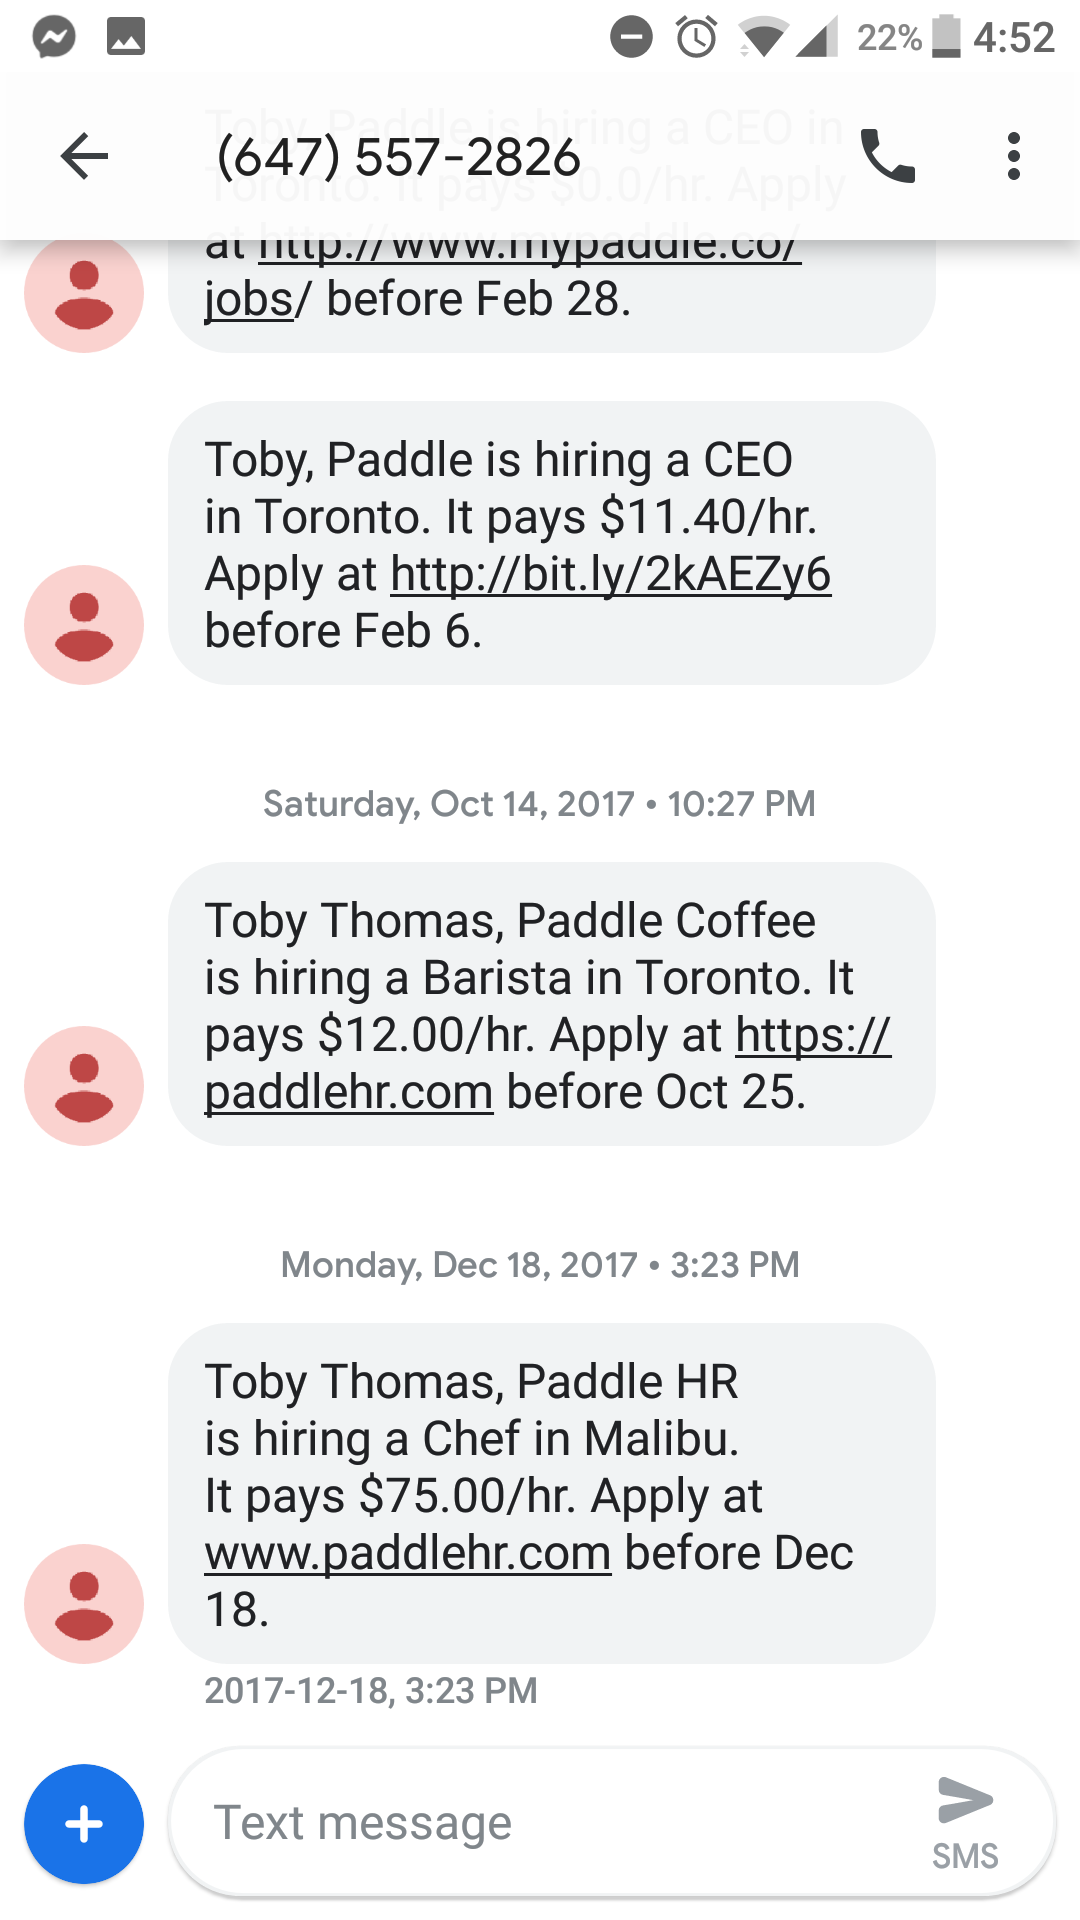 22% 4:52
Toby, Paddle is hiring a CEO in
(647) 557-2826
Toronto. It pays $0.0/hr. Apply
at http://www.mypaddle.co/
jobs/ before Feb 28.
Toby, Paddle is hiring a CEO
in Toronto. It pays $11.40/hr.
Apply at http://bit.ly/2kAEZy6
before Feb 6.
Saturday, Oct 14, 2017 • 10:27 PM
Toby Thomas, Paddle Coffee
is hiring a Barista in Toronto. It
pays $12.00/hr. Apply at https://
paddlehr.com before Oct 25.
Monday, Dec 18, 2017 • 3:23 PM
Toby Thomas, Paddle HR
is hiring a Chef in Malibu.
It pays $75.00/hr. Apply at
www.paddlehr.com before Dec
18.
2017-12-18, 3:23 PM
Text message
SMS